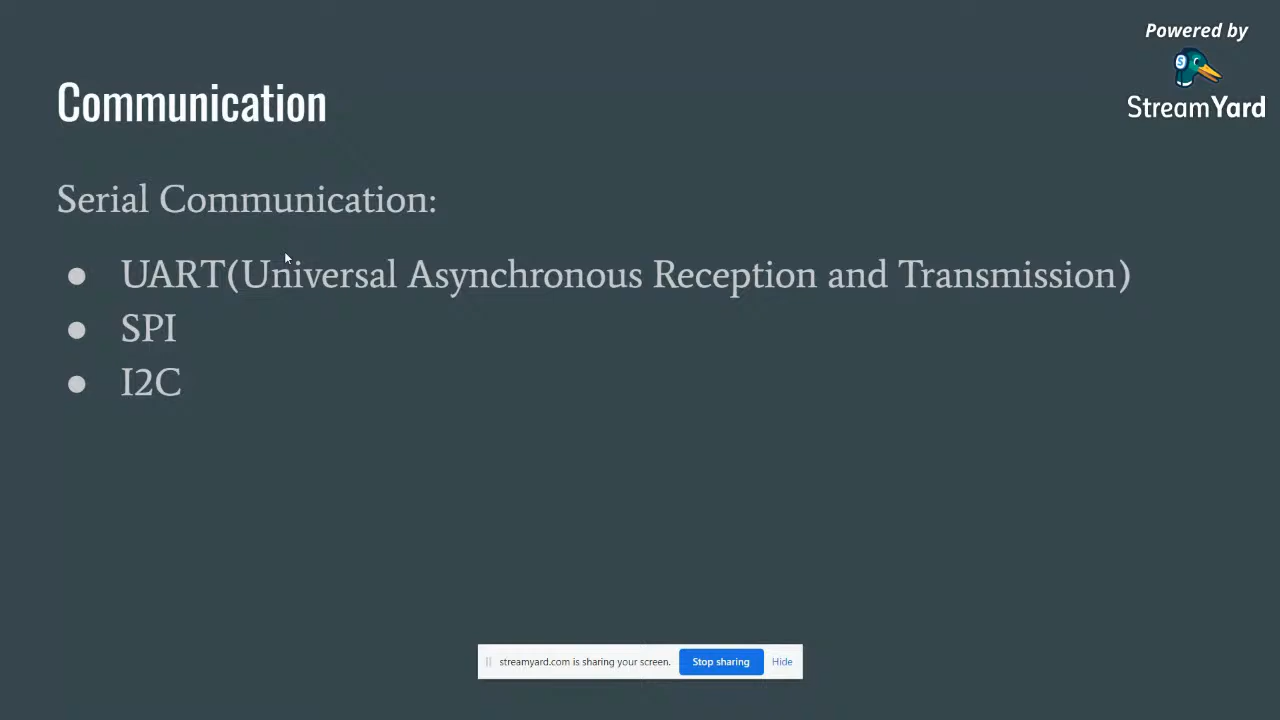 Powered by
StreamYard
Communication
Serial Communication:
● UART(Universal Asynchronous Reception and Transmission)
● SPI
● I2C
streamyard.com is sharing your screen. Stop sharing Hide